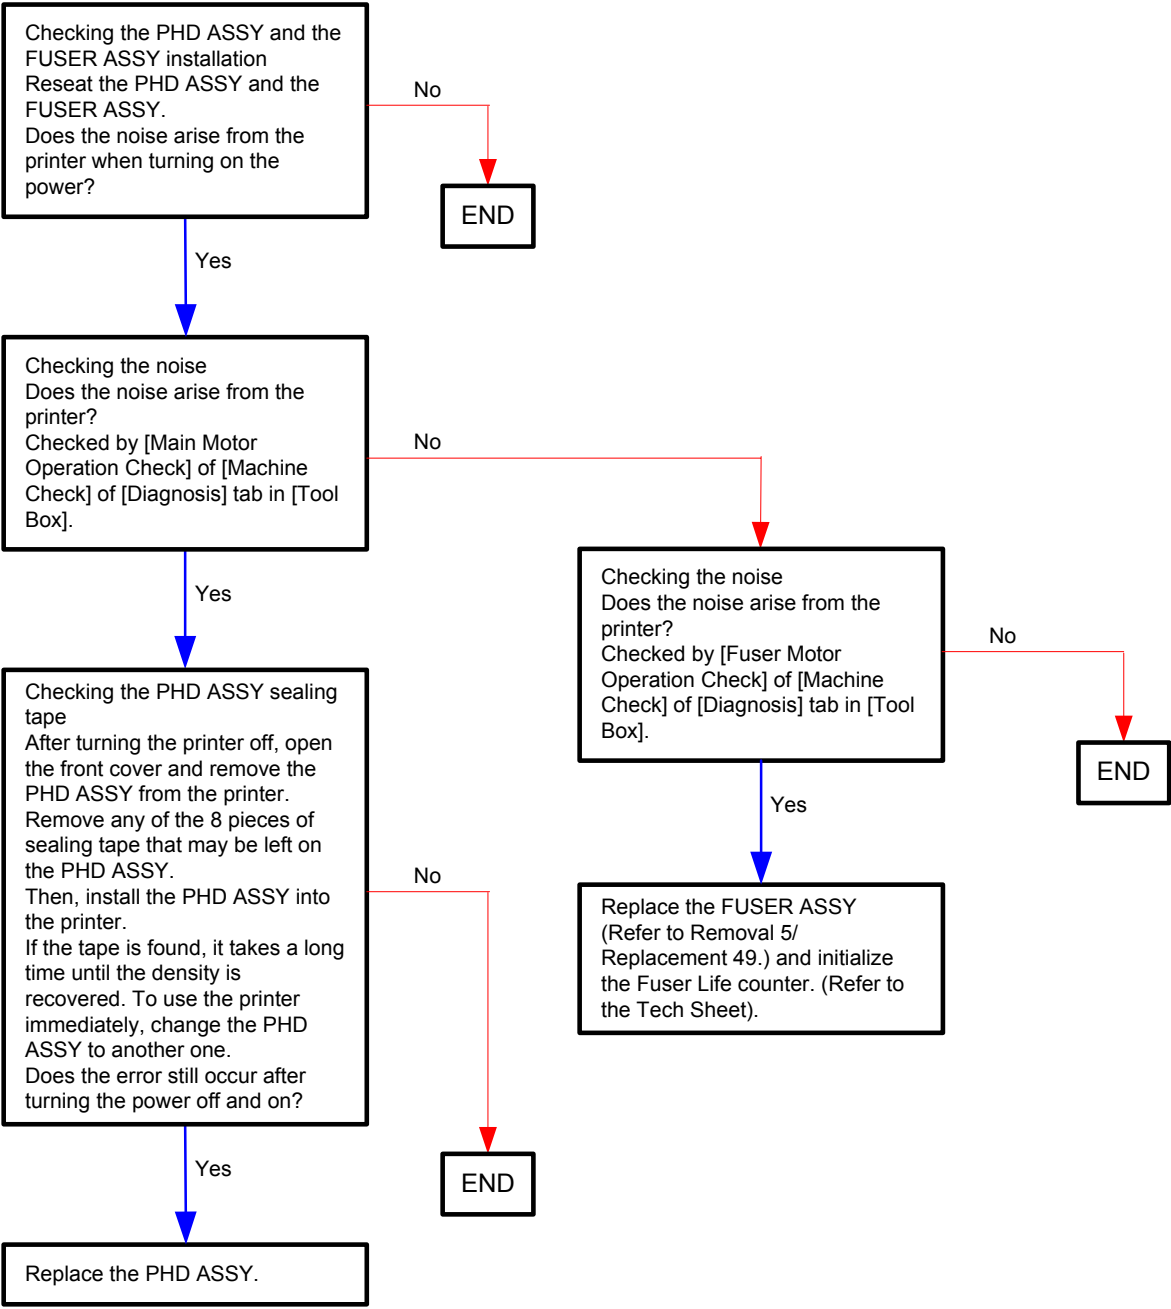 Checking the PHD ASSY and the
FUSER ASSY installation
Reseat the PHD ASSY and the
FUSER ASSY.
Does the noise arise from the
printer when turning on the
power?
No
END
Yes
Checking the noise
Does the noise arise from the
printer?
Checked by [Main Motor
Operation Check] of [Machine
Check] of [Diagnosis] tab in [Tool
Box].
No
Yes
Checking the noise
Does the noise arise from the
printer?
Checked by [Fuser Motor
Operation Check] of [Machine
Check] of [Diagnosis] tab in [Tool
Box].
No
END
Yes
Replace the FUSER ASSY
(Refer to Removal 5/
Replacement 49.) and initialize
the Fuser Life counter. (Refer to
the Tech Sheet).
Checking the PHD ASSY sealing
tape
After turning the printer off, open
the front cover and remove the
PHD ASSY from the printer.
Remove any of the 8 pieces of
sealing tape that may be left on
the PHD ASSY.
Then, install the PHD ASSY into
the printer.
If the tape is found, it takes a long
time until the density is
recovered. To use the printer
immediately, change the PHD
ASSY to another one.
Does the error still occur after
turning the power off and on?
No
END
Yes
Replace the PHD ASSY.